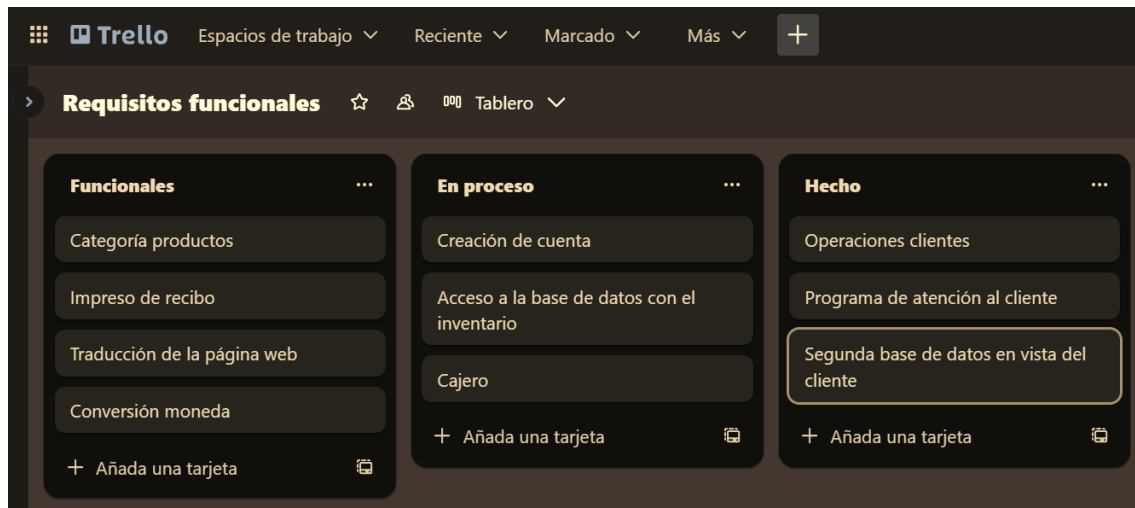 Trello Espacios de trabajo Reciente Marcado Más
Requisitos funcionales Tablero
Funcionales
Categoría productos
Impreso de recibo
Traducción de la página web
Conversión moneda
+ Añada una tarjeta
En proceso
Creación de cuenta
Acceso a la base de datos con el
inventario
Cajero
+ Añada una tarjeta
Hecho
Operaciones clientes
Programa de atención al cliente
Segunda base de datos en vista del
cliente
+ Añada una tarjeta